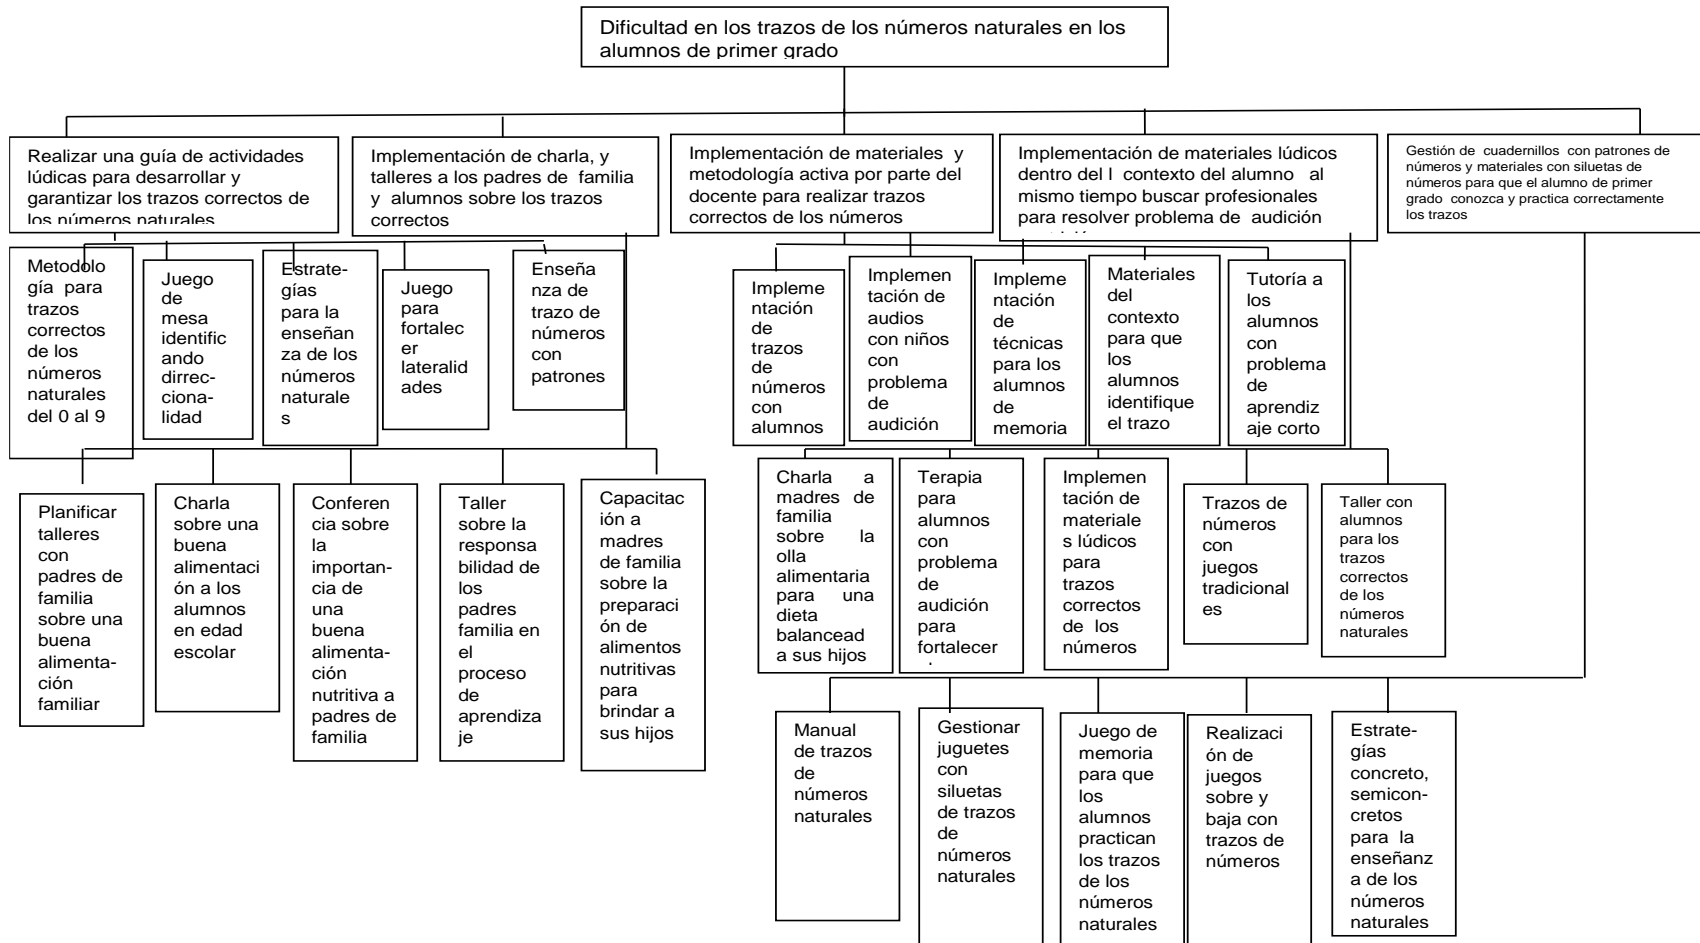 Dificultad en los trazos de los números naturales en los
alumnos de primer grado
Realizar una guía de actividades
lúdicas para desarrollar y
garantizar los trazos correctos de
los números naturales
Implementación de charla, y
talleres a los padres de familia
y alumnos sobre los trazos
correctos
Implementación de materiales y
metodología activa por parte del
docente para realizar trazos
correctos de los números
Implementación de materiales lúdicos
dentro del l contexto del alumno al
mismo tiempo buscar profesionales
para resolver problema de audición
Gestión de cuadernillos con patrones de
números y materiales con siluetas de
números para que el alumno de primer
grado conozca y practica correctamente
los trazos
Metodolo
gía para
trazos
correctos
de los
números
naturales
del 0 al 9
Juego
de
mesa
identific
ando
dirrec-
ciona-
lidad
Estrate-
gías
para la
enseñan
za de los
números
naturale
s
Juego
para
fortalec
er
lateralid
ades
Enseña
nza de
trazo de
números
con
patrones
Impleme
ntación
de
trazos
de
números
con
alumnos
Implemen
tación de
audios
con niños
con
problema
de
audición
Impleme
ntación
de
técnicas
para los
alumnos
de
memoria
Materiales
del
contexto
para que
los
alumnos
identifique
el trazo
Tutoría a
los
alumnos
con
problema
de
aprendiz
aje corto
Planificar
talleres
con
padres de
familia
sobre una
buena
alimenta-
ción
familiar
Charla
sobre una
buena
alimentaci
ón a los
alumnos
en edad
escolar
Conferen
cia sobre
la
importan-
cia de
una
buena
alimenta-
ción
nutritiva a
padres de
familia
Taller
sobre la
responsa
bilidad de
los
padres
familia en
el
proceso
de
aprendiza
je
Capacitac
ión a
madres
de familia
sobre la
preparaci
ón de
alimentos
nutritivas
para
brindar a
sus hijos
Charla a
madres de
familia
sobre la
olla
alimentaria
para una
dieta
balancead
a sus hijos
Terapia
para
alumnos
con
problema
de
audición
para
fortalecer
Implemen
tación de
materiale
s lúdicos
para
trazos
correctos
de los
números
Trazos de
números
con
juegos
tradicional
es
Taller con
alumnos
para los
trazos
correctos
de los
números
naturales
Manual
de trazos
de
números
naturales
Gestionar
juguetes
con
siluetas
de trazos
de
números
naturales
Juego de
memoria
para que
los
alumnos
practican
los trazos
de los
números
naturales
Realizaci
ón de
juegos
sobre y
baja con
trazos de
números
Estrate-
gías
concreto,
semicon-
cretos
para la
enseñanz
a de los
números
naturales